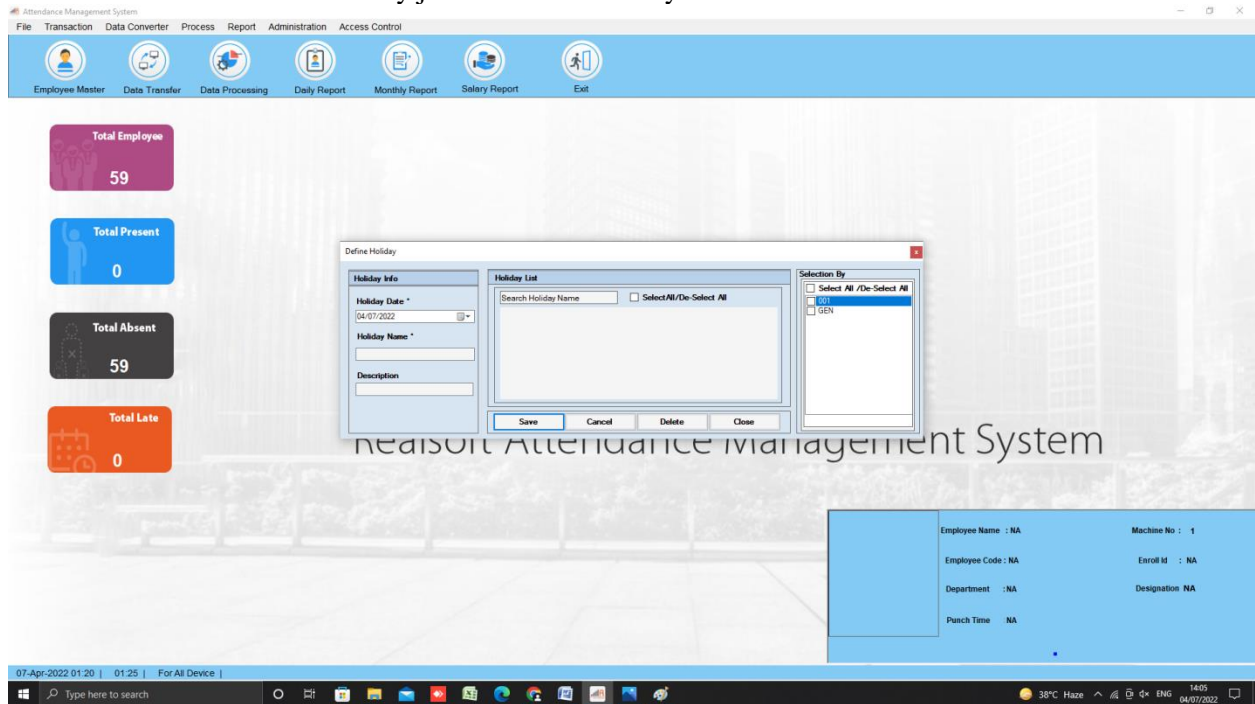 Attendance Management System
File Transaction Data Converter Process Report Administration Access Control
Employee Master Data Transfer Data Processing Daily Report Monthly Report Salary Report Exit
Total Employee
59
Total Present
0
Total Absent
59
Total Late
0
Define Holiday
x
Holiday Info
Holiday Date *
04/07/2022
Holiday Name *
Description
Holiday List
Search Holiday Name SelectAll/De-Select All
Save Cancel Delete Close
Selection By
Select All /De-Select All
001
GEN
Realsoft Attendance Management System
Employee Name : NA Machine No : 1
Employee Code : NA Enroll Id : NA
Department :NA Designation NA
Punch Time NA
07-Apr-2022 01:20 | 01:25 | For All Device |
Type here to search
38°C Haze ENG 14:05
04/07/2022